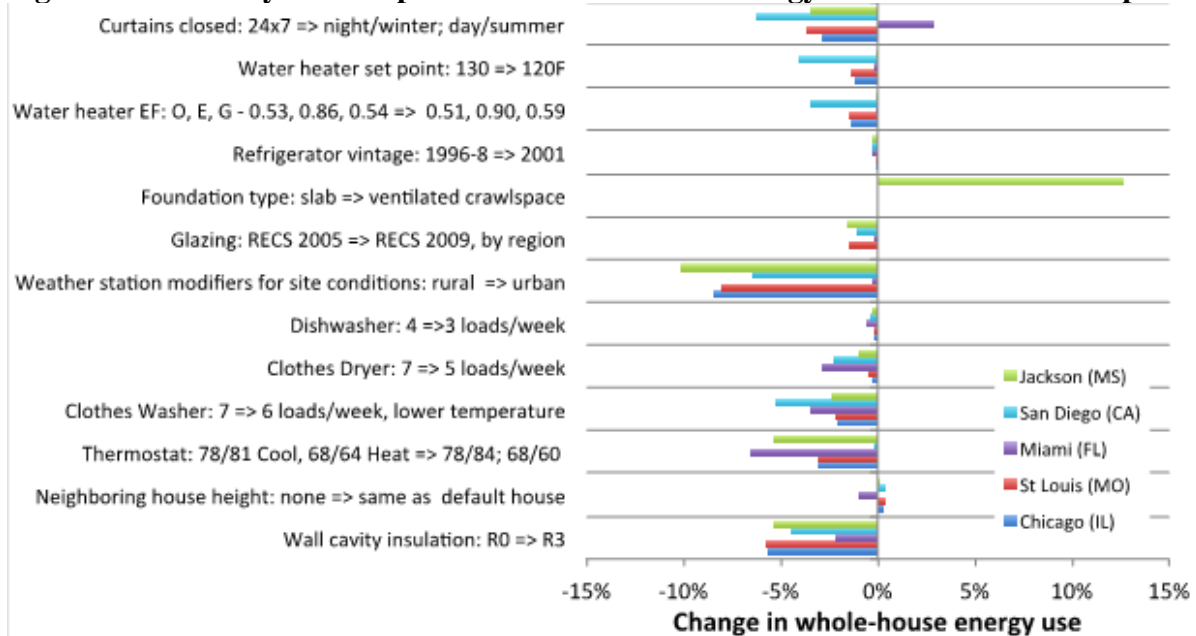 Curtains closed: 24x7 => night/winter; day/summer
Water heater set point: 130 => 120F
Water heater EF: O, E, G - 0.53, 0.86, 0.54 =>  0.51, 0.90, 0.59
Refrigerator vintage: 1996-8 => 2001
Foundation type: slab => ventilated crawlspace
Glazing: RECS 2005 => RECS 2009, by region
Weather station modifiers for site conditions: rural  => urban
Dishwasher: 4 =>3 loads/week
Clothes Dryer: 7 => 5 loads/week
Clothes Washer: 7 => 6 loads/week, lower temperature
Thermostat: 78/81 Cool, 68/64 Heat => 78/84; 68/60
Neighboring house height: none => same as  default house
Wall cavity insulation: R0 => R3
Jackson (MS)
San Diego (CA)
Miami (FL)
St Louis (MO)
Chicago (IL)
-15% -10% -5% 0% 5% 10% 15%
Change in whole-house energy use